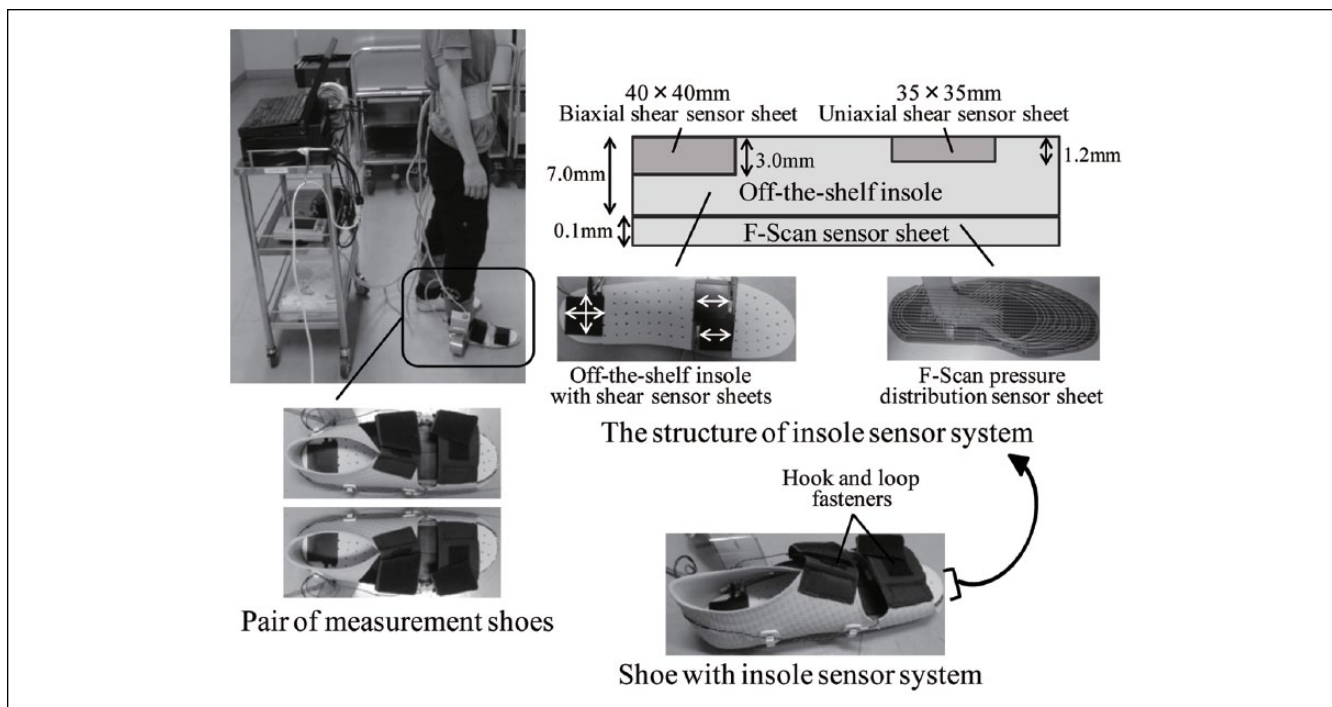 40×40mm
Biaxial shear sensor sheet
35×35mm
Uniaxial shear sensor sheet
7.0mm
3.0mm
1.2mm
Off-the-shelf insole
0.1mm
F-Scan sensor sheet
Off-the-shelf insole
with shear sensor sheets
F-Scan pressure
distribution sensor sheet
The structure of insole sensor system
Hook and loop
fasteners
Pair of measurement shoes
Shoe with insole sensor system